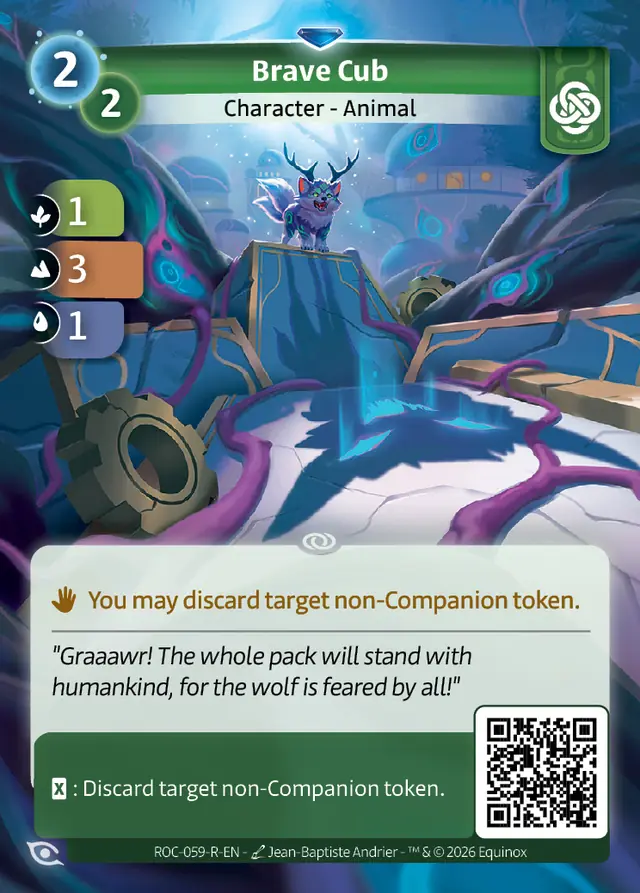 2
Brave Cub
2
Character - Animal
1
3
1
You may discard target non-Companion token.
"Graaawr! The whole pack will stand with
humankind, for the wolf is feared by all!"
X : Discard target non-Companion token.
ROC-059-R-EN - Jean-Baptiste Andrier - ™ & © 2026 Equinox